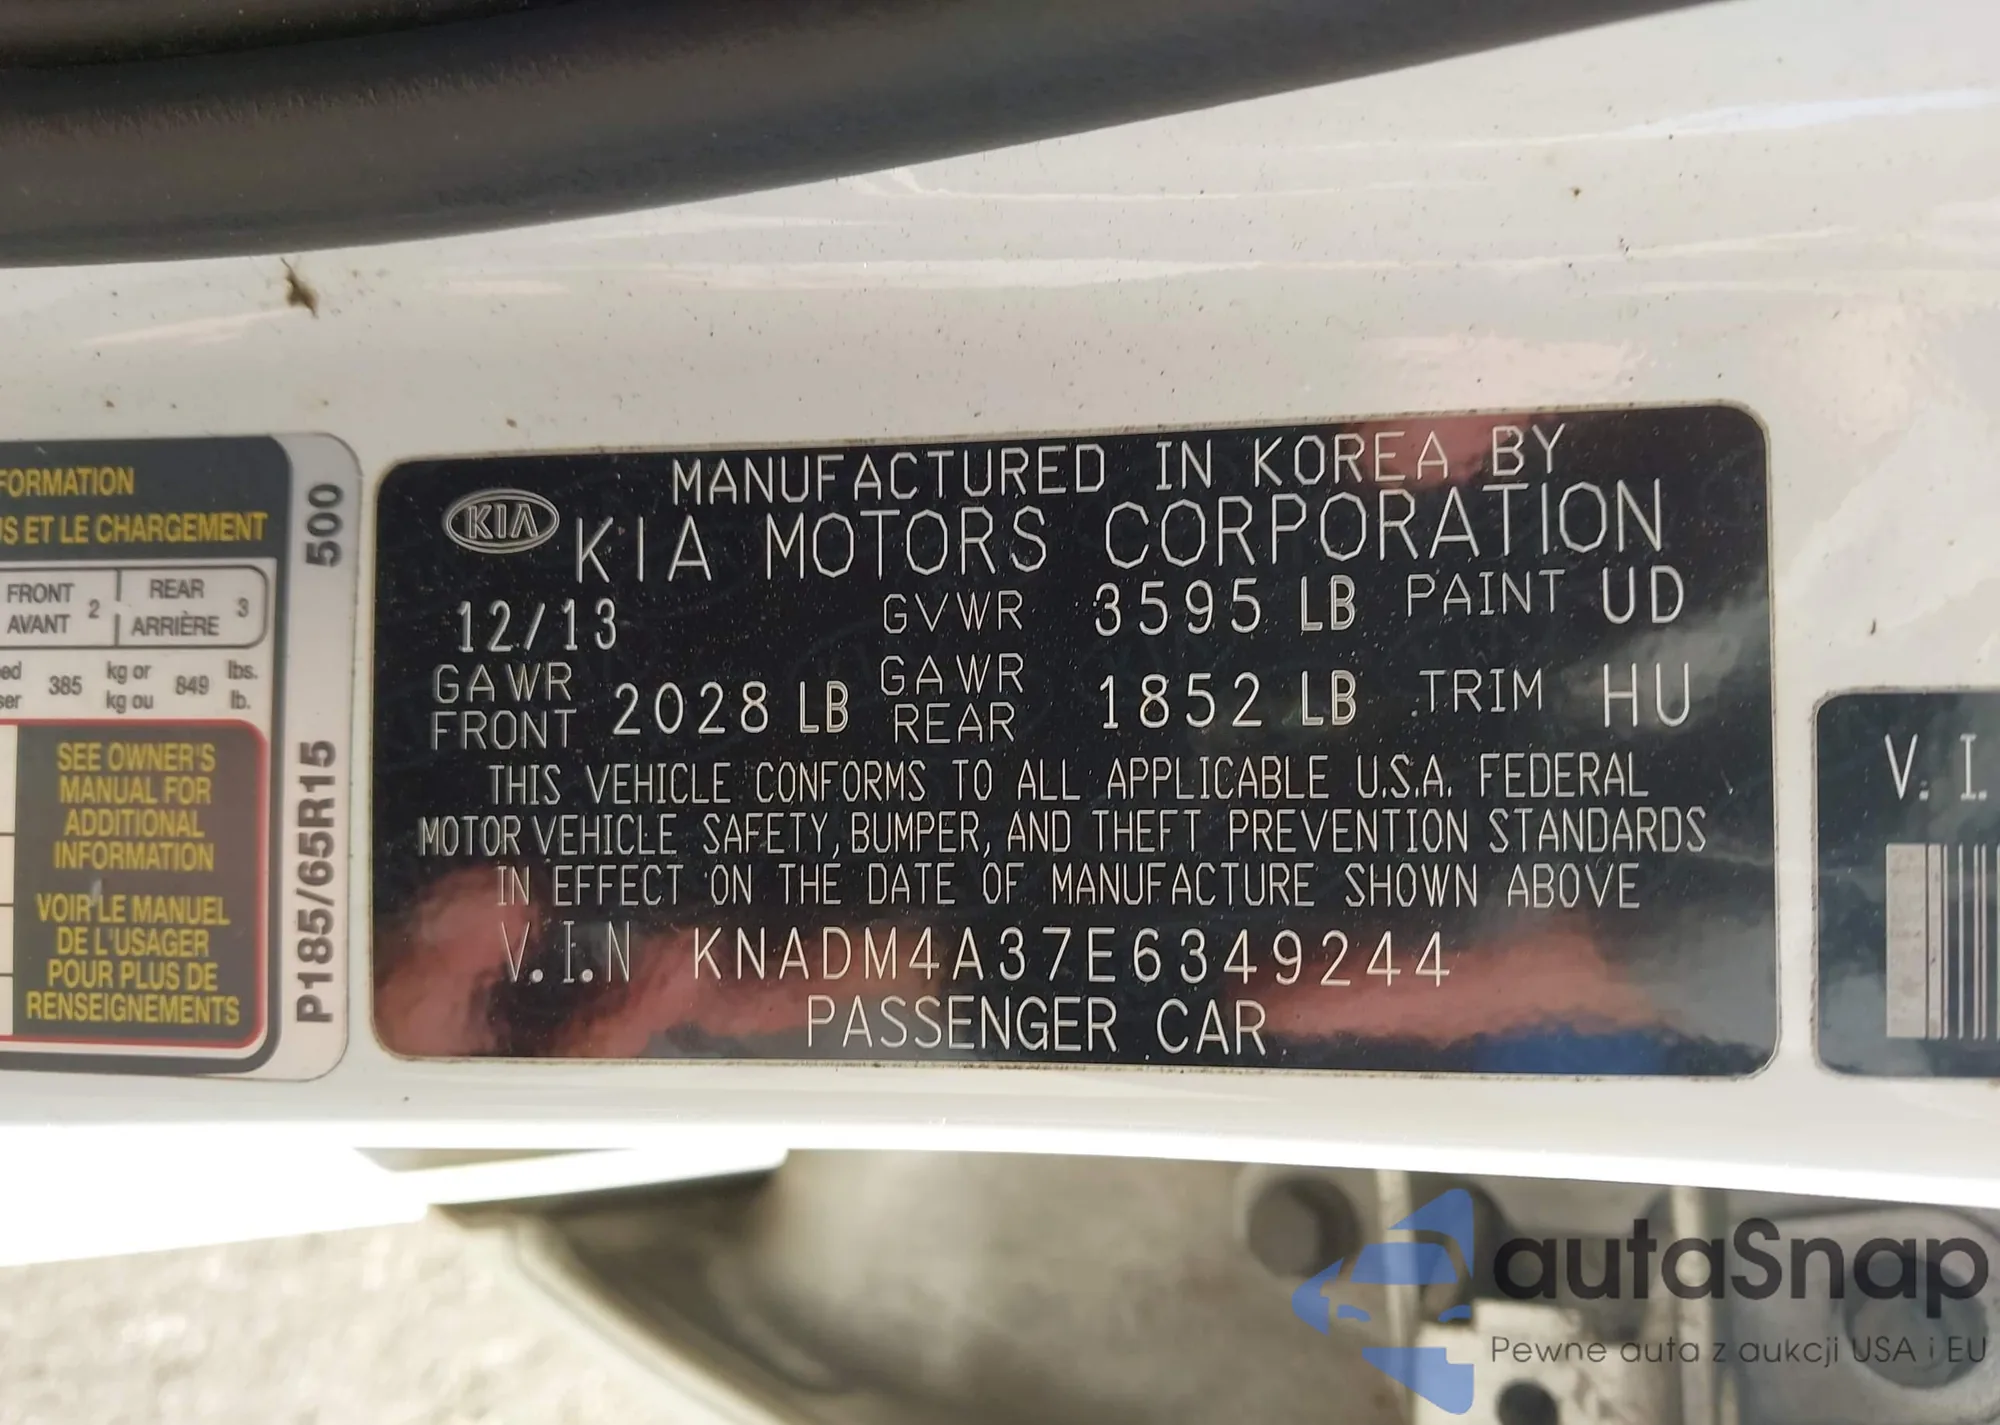 FORMATION
US ET LE CHARGEMENT
FRONT
AVANT 2
REAR
ARRIÈRE 3
385 kg or
kg ou 849 lbs.
lb.
SEE OWNER'S
MANUAL FOR
ADDITIONAL
INFORMATION
VOIR LE MANUEL
DE L'USAGER
POUR PLUS DE
RENSEIGNEMENTS
P185/65R15 500
MANUFACTURED IN KOREA BY
KIA KIA MOTORS CORPORATION
12/13 GVWR 3595 LB PAINT UD
GAWR
FRONT 2028 LB GAWR
REAR 1852 LB TRIM HU
THIS VEHICLE CONFORMS TO ALL APPLICABLE U.S.A. FEDERAL
MOTOR VEHICLE SAFETY, BUMPER, AND THEFT PREVENTION STANDARDS
IN EFFECT ON THE DATE OF MANUFACTURE SHOWN ABOVE
V.I.N KNADM4A37E6349244
PASSENGER CAR
V. I.
autaSnap
Pewne auta z aukcji USA i EU